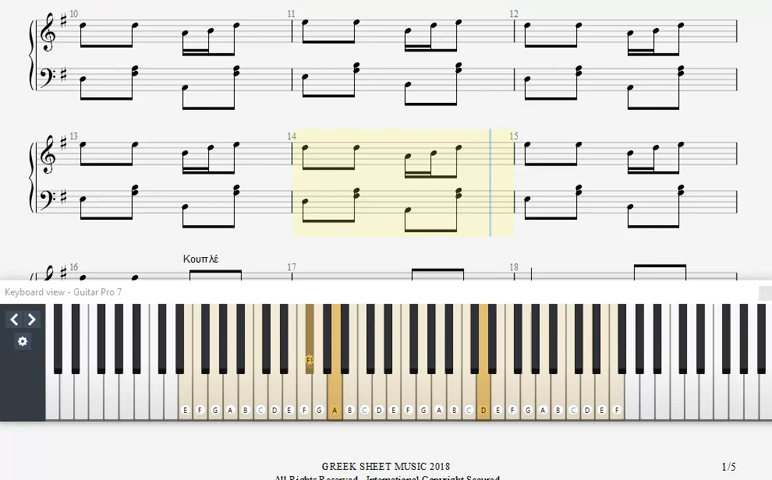 10 11 12
13 14 15
Κουπλέ
16 17 18
Keyboard view - Guitar Pro 7
F#
E F G A B C D E F G A B C D E F G A B C D E F G A B C D E F
GREEK SHEET MUSIC 2018
1/5
All Rights Reserved - International Copyright Secured